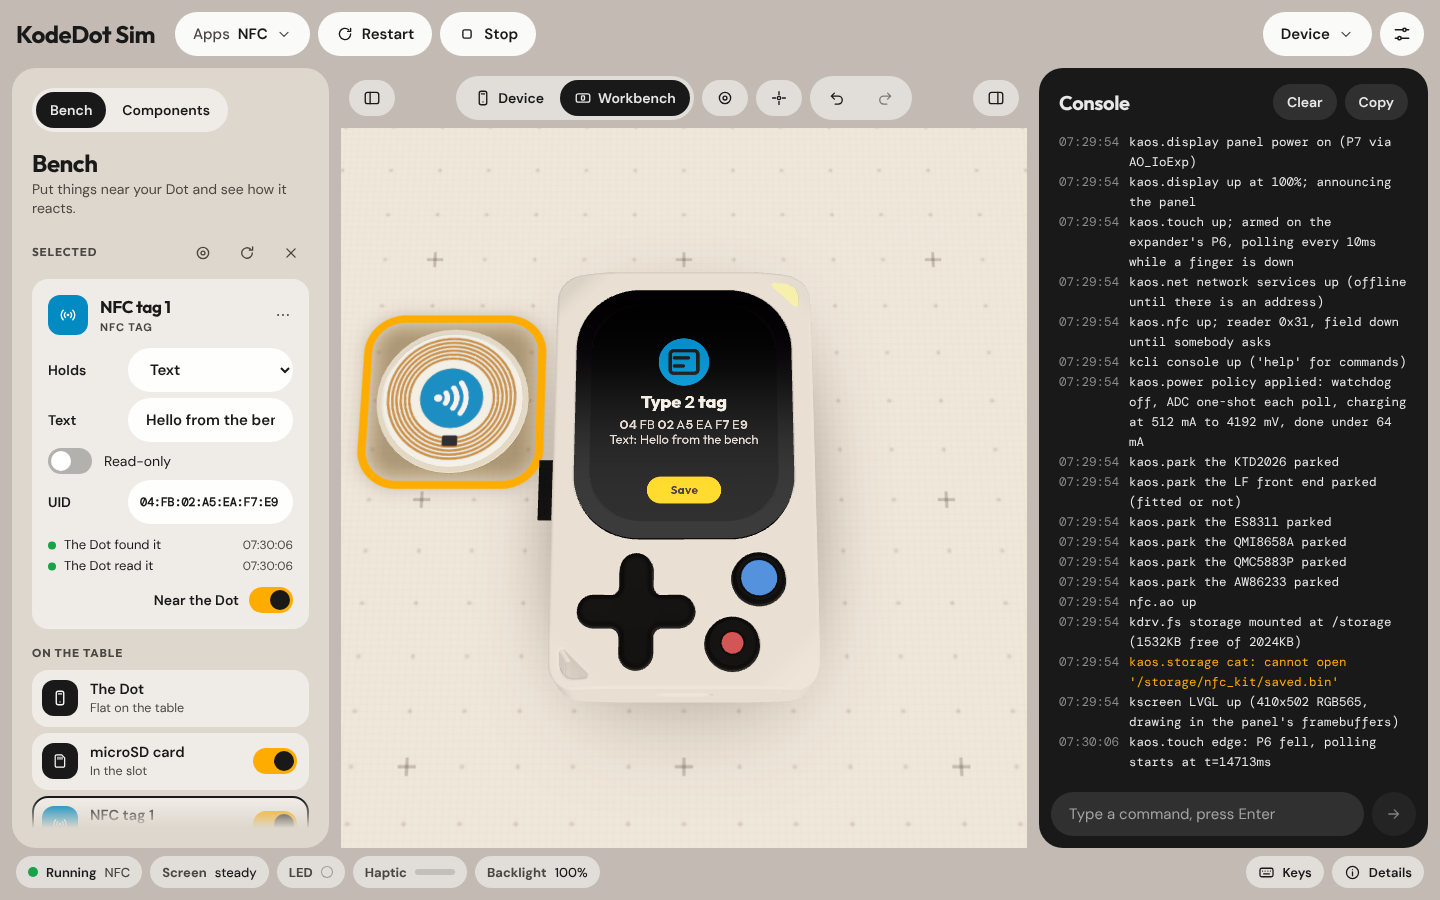 KodeDot Sim
Apps NFC
Restart
Stop
Device
Bench
Components
Bench
Put things near your Dot and see how it
reacts.
SELECTED
NFC tag 1
NFC TAG
Holds
Text
Text
Hello from the ber
Read-only
UID
04:FB:02:A5:EA:F7:E9
The Dot found it 07:30:06
The Dot read it 07:30:06
Near the Dot
ON THE TABLE
The Dot
Flat on the table
microSD card
In the slot
NFC tag 1
Device
Workbench
Type 2 tag
04 FB 02 A5 EA F7 E9
Text: Hello from the bench
Save
Console
Clear
Copy
07:29:54 kaos.display panel power on (P7 via
AO_IoExp)
07:29:54 kaos.display up at 100%; announcing
the panel
07:29:54 kaos.touch up; armed on the
expander's P6, polling every 10ms
while a finger is down
07:29:54 kaos.net network services up (offline
until there is an address)
07:29:54 kaos.nfc up; reader 0x31, field down
until somebody asks
07:29:54 kcli console up ('help' for commands)
07:29:54 kaos.power policy applied: watchdog
off, ADC one-shot each poll, charging
at 512 mA to 4192 mV, done under 64
mA
07:29:54 kaos.park the KTD2026 parked
07:29:54 kaos.park the LF front end parked
(fitted or not)
07:29:54 kaos.park the ES8311 parked
07:29:54 kaos.park the QMI8658A parked
07:29:54 kaos.park the QMC5883P parked
07:29:54 kaos.park the AW86233 parked
07:29:54 nfc.ao up
07:29:54 kdrv.fs storage mounted at /storage
(1532KB free of 2024KB)
07:29:54 kaos.storage cat: cannot open
'/storage/nfc_kit/saved.bin'
07:29:54 kscreen LVGL up (410x502 RGB565,
drawing in the panel's framebuffers)
07:30:06 kaos.touch edge: P6 fell, polling
starts at t=14713ms
Type a command, press Enter
Running NFC
Screen steady
LED
Haptic
Backlight 100%
Keys
Details